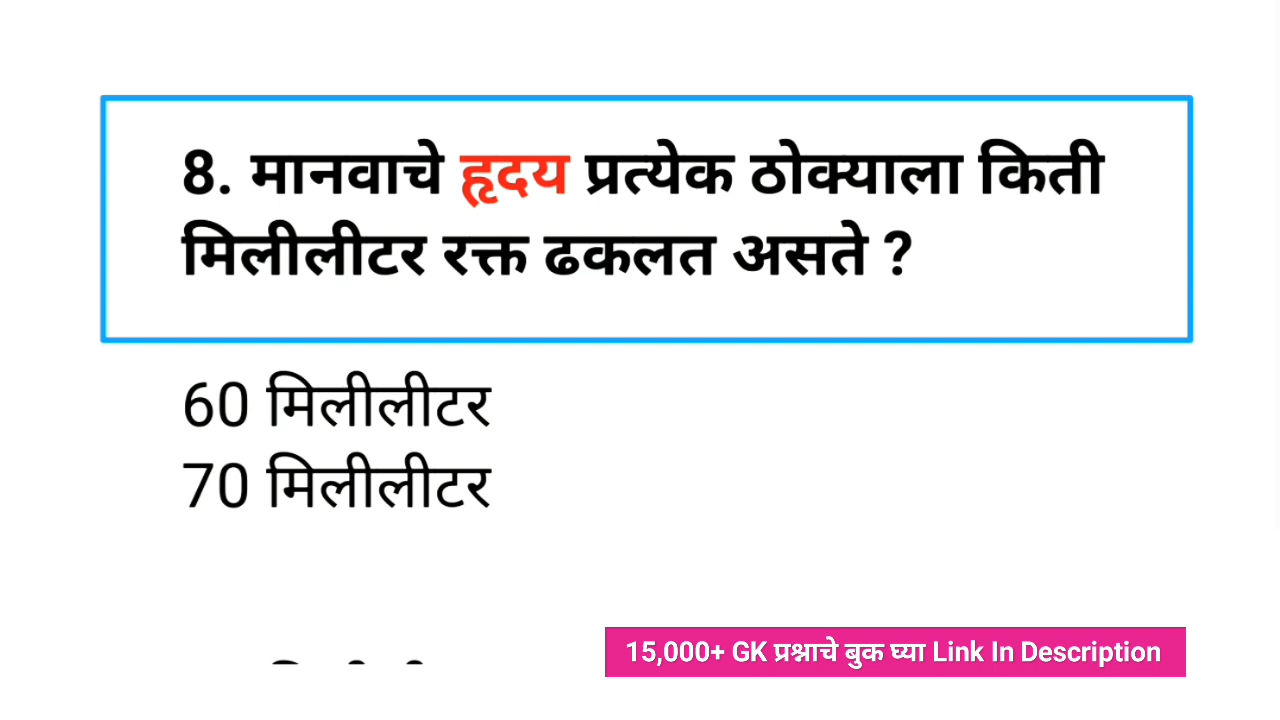 8. मानवाचे हृदय प्रत्येक ठोक्याला किती
मिलीलीटर रक्त ढकलत असते ?
60 मिलीलीटर
70 मिलीलीटर
15,000+ GK प्रश्नाचे बुक घ्या Link In Description